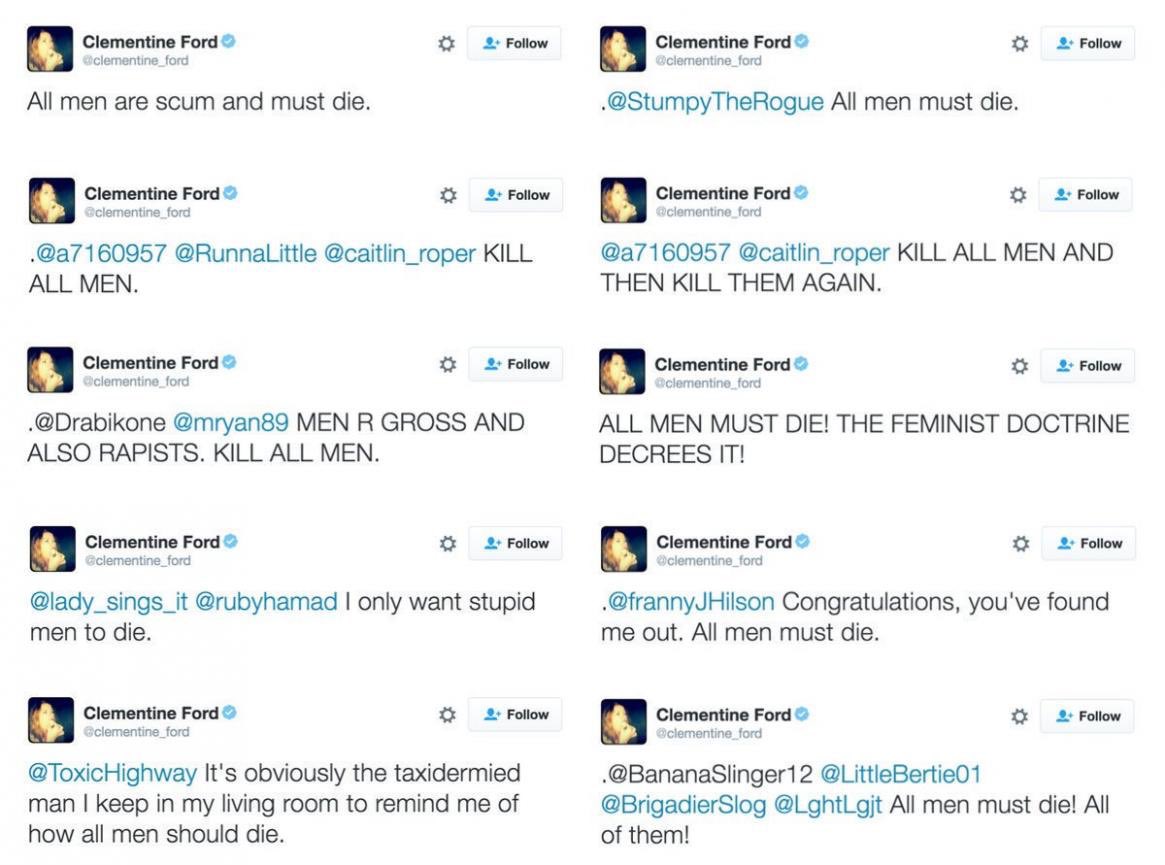 Clementine Ford
Follow
@clementine_ford
All men are scum and must die.
Clementine Ford
Follow
@clementine_ford
.@StumpyTheRogue All men must die.
Clementine Ford
Follow
@clementine_ford
.@a7160957 @RunnaLittle @caitlin_roper KILL
ALL MEN.
Clementine Ford
Follow
@clementine_ford
@a7160957 @caitlin_roper KILL ALL MEN AND
THEN KILL THEM AGAIN.
Clementine Ford
Follow
@clementine_ford
.@Drabikone @mryan89 MEN R GROSS AND
ALSO RAPISTS. KILL ALL MEN.
Clementine Ford
Follow
@clementine_ford
ALL MEN MUST DIE! THE FEMINIST DOCTRINE
DECREES IT!
Clementine Ford
Follow
@clementine_ford
@lady_sings_it @rubyhamad I only want stupid
men to die.
Clementine Ford
Follow
@clementine_ford
.@frannyJHilson Congratulations, you've found
me out. All men must die.
Clementine Ford
Follow
@clementine_ford
@ToxicHighway It's obviously the taxidermied
man I keep in my living room to remind me of
how all men should die.
Clementine Ford
Follow
@clementine_ford
.@BananaSlinger12 @LittleBertie01
@BrigadierSlog @LghtLgjt All men must die! All
of them!